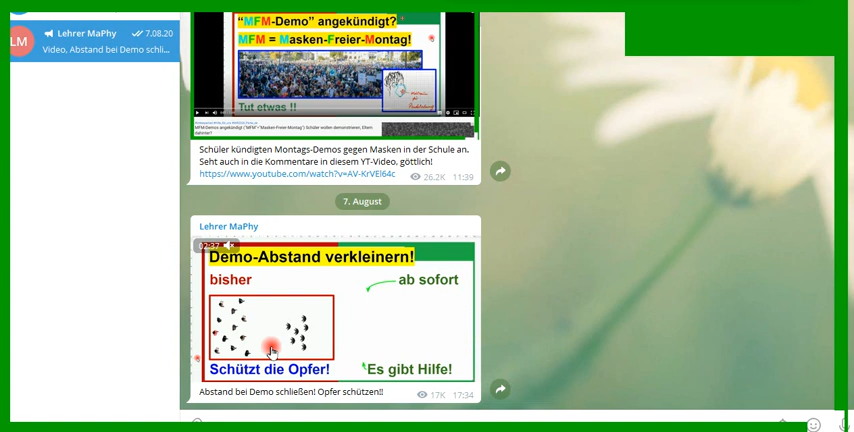 LM
Lehrer MaPhy
7.08.20
Video, Abstand bei Demo schli...
"MFM-Demo" angekündigt?
MFM = Masken-Freier-Montag!
Tut etwas !!
Schüler kündigten Montags-Demos gegen Masken in der Schule an.
Seht auch in die Kommentare in diesem YT-Video, göttlich!
https://www.youtube.com/watch?v=AV-KrVEl64c
26.2K 11:39
7. August
Lehrer MaPhy
02:37
Demo-Abstand verkleinern!
bisher
ab sofort
Schützt die Opfer!
Es gibt Hilfe!
Abstand bei Demo schließen! Opfer schützen!!
17K 17:34